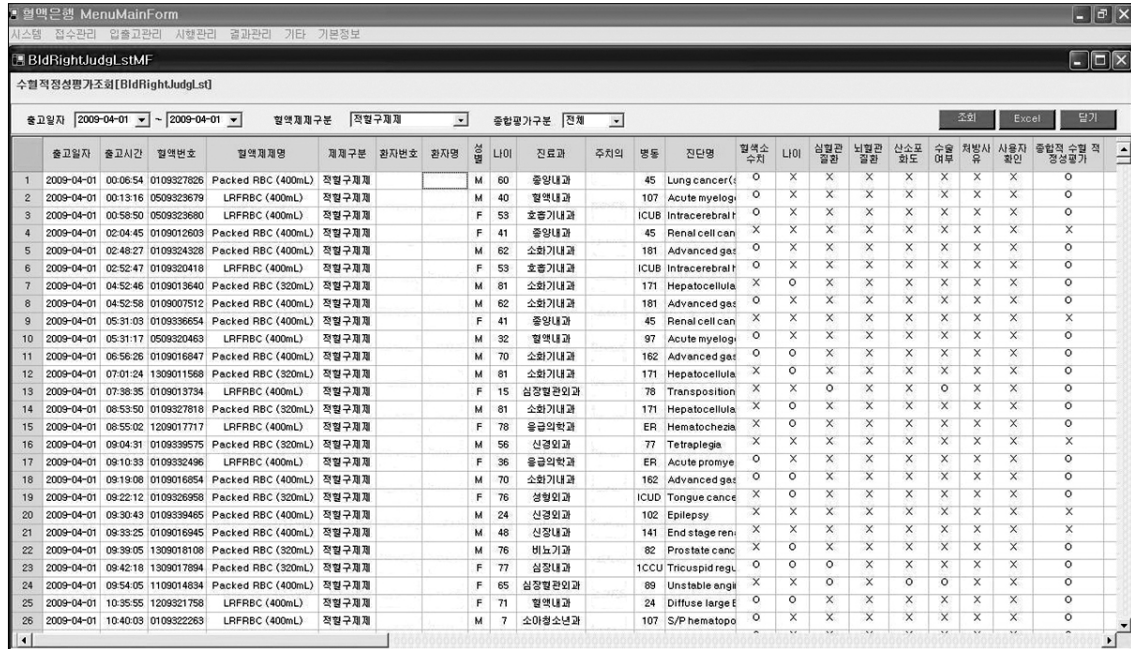 혈액은행 MenuMainForm
시스템 접수관리 입출고관리 시행관리 결과관리 기타 기본정보
BldRightJudgLstMF
수혈적정성평가조회[BldRightJudgLst]
출고일자 2009-04-01 ~ 2009-04-01 혈액제제구분 적혈구제제 종합평가구분 전체 조회 Excel 닫기
출고일자 출고시간 혈액번호 혈액제제명 제제구분 환자번호 환자명 성별 나이 진료과 주치의 병동 진단명 혈색소 수치 나이 심혈관 질환 뇌혈관 질환 산소포화도 수술 여부 처방사유 사용자 확인 종합적 수혈 적정성평가
1 2009-04-01 00:06:54 0109327826 Packed RBC (400mL) 적혈구제제 M 60 종양내과 45 Lung cancer(s O X X X X X X X O
2 2009-04-01 00:13:16 0509323679 LRFRBC (400mL) 적혈구제제 M 40 혈액내과 107 Acute myelog O X X X X X X X O
3 2009-04-01 00:58:50 0509323680 LRFRBC (400mL) 적혈구제제 F 53 호흡기내과 ICUB Intracerebral h O X X X X X X X O
4 2009-04-01 02:04:45 0109012603 Packed RBC (400mL) 적혈구제제 F 41 종양내과 45 Renal cell can X X X X X X X X X
5 2009-04-01 02:48:27 0109324328 Packed RBC (400mL) 적혈구제제 M 62 소화기내과 181 Advanced gas O X X X X X X X O
6 2009-04-01 02:52:47 0109320418 LRFRBC (400mL) 적혈구제제 F 53 호흡기내과 ICUB Intracerebral h O X X X X X X X O
7 2009-04-01 04:52:46 0109013640 Packed RBC (320mL) 적혈구제제 M 81 소화기내과 171 Hepatocellula X O X X X X X X O
8 2009-04-01 04:52:58 0109007512 Packed RBC (400mL) 적혈구제제 M 62 소화기내과 181 Advanced gas O X X X X X X X O
9 2009-04-01 05:31:03 0109336654 Packed RBC (400mL) 적혈구제제 F 41 종양내과 45 Renal cell can X X X X X X X X X
10 2009-04-01 05:31:17 0509320463 LRFRBC (400mL) 적혈구제제 M 32 혈액내과 97 Acute myelog O X X X X X X X O
11 2009-04-01 06:56:26 0109016847 Packed RBC (400mL) 적혈구제제 M 70 소화기내과 162 Advanced gas O O X X X X X X O
12 2009-04-01 07:01:24 1309011568 Packed RBC (320mL) 적혈구제제 M 81 소화기내과 171 Hepatocellula X O X X X X X X O
13 2009-04-01 07:38:35 0109013734 LRFRBC (400mL) 적혈구제제 F 15 심장혈관외과 78 Transposition X X O X X O X X O
14 2009-04-01 08:53:50 0109327818 Packed RBC (320mL) 적혈구제제 M 81 소화기내과 171 Hepatocellula X O X X X X X X O
15 2009-04-01 08:55:02 1209017717 LRFRBC (400mL) 적혈구제제 F 78 응급의학과 ER Hematochezia O O X X X X X X O
16 2009-04-01 09:04:31 0109339575 Packed RBC (320mL) 적혈구제제 M 56 신경외과 77 Tetraplegia X X X X X X X X X
17 2009-04-01 09:10:33 0109332496 LRFRBC (400mL) 적혈구제제 F 36 응급의학과 ER Acute promye O X X X X X X X O
18 2009-04-01 09:19:08 0109016854 Packed RBC (400mL) 적혈구제제 M 70 소화기내과 162 Advanced gas O O X X X X X X O
19 2009-04-01 09:22:12 0109326958 Packed RBC (320mL) 적혈구제제 F 76 성형외과 ICUD Tongue cance X O X X X X X X O
20 2009-04-01 09:30:43 0109339465 Packed RBC (400mL) 적혈구제제 M 24 신경외과 102 Epilepsy X X X X X X X X X
21 2009-04-01 09:33:25 0109016945 Packed RBC (400mL) 적혈구제제 M 48 신장내과 141 End stage ren X X X X X X X X X
22 2009-04-01 09:39:05 1309018108 Packed RBC (320mL) 적혈구제제 M 76 비뇨기과 82 Prostate canc X O X X X X X X O
23 2009-04-01 09:42:18 1309017894 Packed RBC (320mL) 적혈구제제 F 77 심장내과 1CCU Tricuspid regu O O O X X X X X O
24 2009-04-01 09:54:05 1109014834 Packed RBC (400mL) 적혈구제제 F 65 심장혈관외과 89 Unstable angi X X O X O O X X O
25 2009-04-01 10:35:55 1209321758 LRFRBC (400mL) 적혈구제제 F 71 혈액내과 24 Diffuse large B O O X X X X X X O
26 2009-04-01 10:40:03 0109322263 LRFRBC (400mL) 적혈구제제 M 7 소아청소년과 107 S/P hematopo O X X X X X X X O